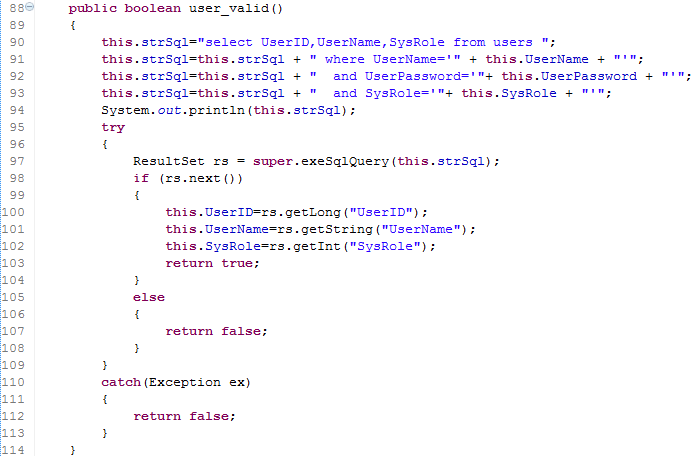 88 public boolean user_valid()
89 {
90 this.strSql="select UserID,UserName,SysRole from users ";
91 this.strSql=this.strSql + " where UserName='" + this.UserName + "'";
92 this.strSql=this.strSql + "  and UserPassword='"+ this.UserPassword + "'";
93 this.strSql=this.strSql + "  and SysRole='"+ this.SysRole + "'";
94 System.out.println(this.strSql);
95 try
96 {
97 ResultSet rs = super.exeSqlQuery(this.strSql);
98 if (rs.next())
99 {
100 this.UserID=rs.getLong("UserID");
101 this.UserName=rs.getString("UserName");
102 this.SysRole=rs.getInt("SysRole");
103 return true;
104 }
105 else
106 {
107 return false;
108 }
109 }
110 catch(Exception ex)
111 {
112 return false;
113 }
114 }